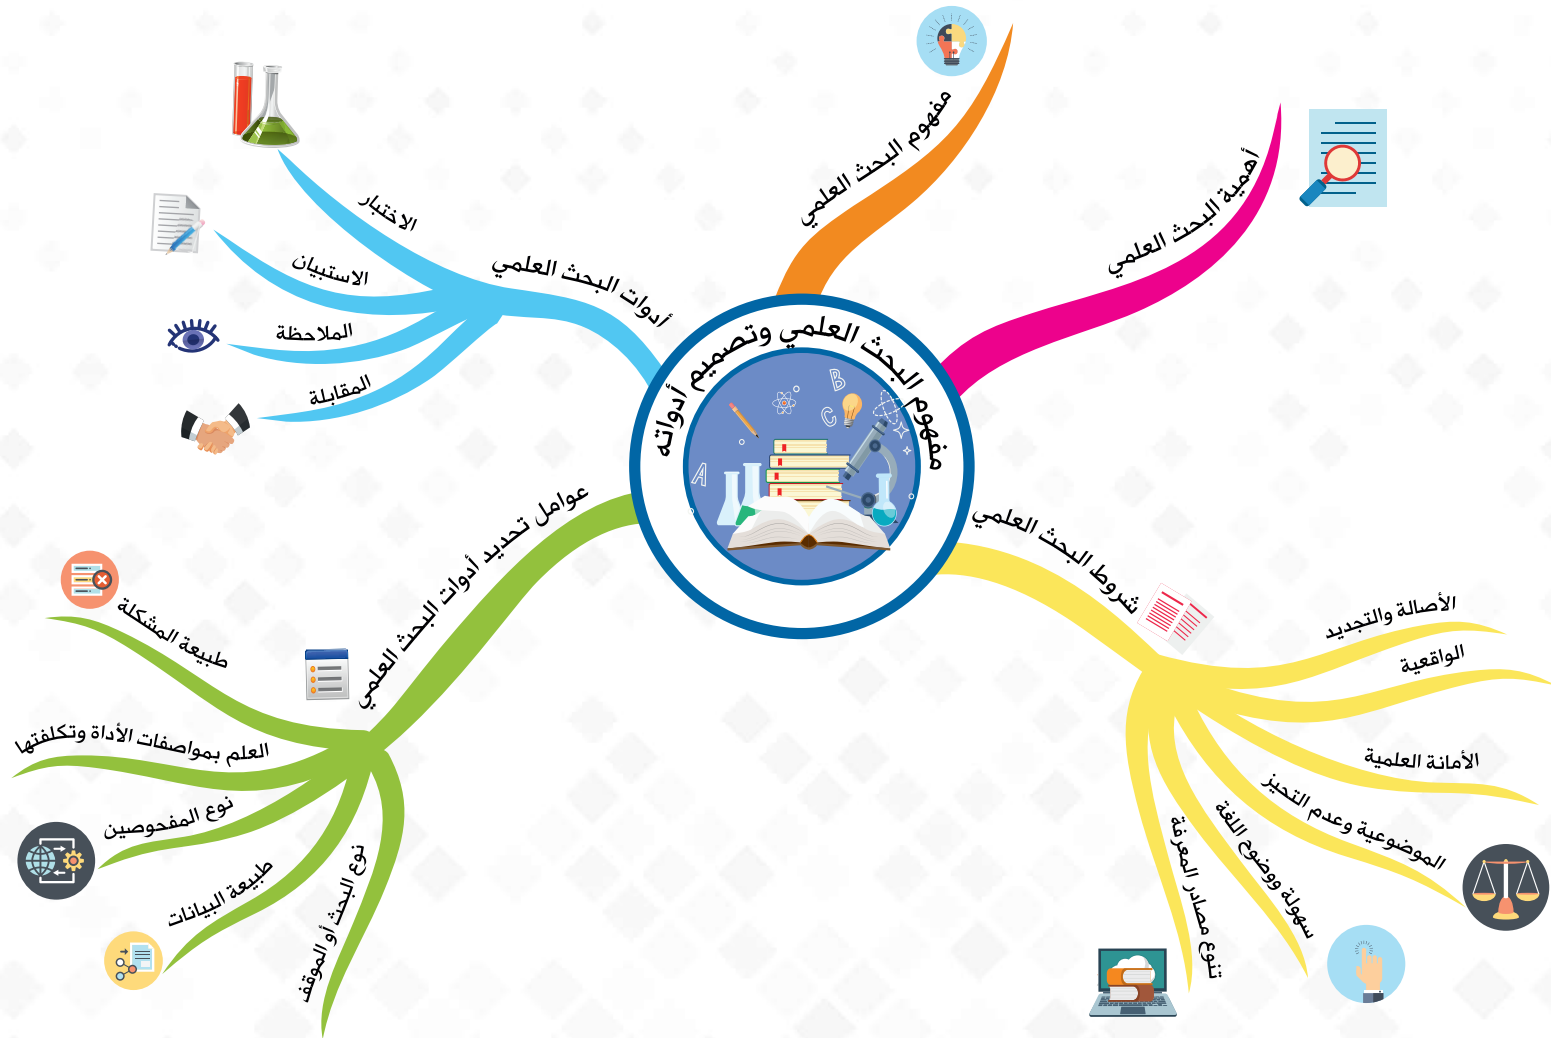 مفهوم البحث العلمي وتصميم أدواته
مفهوم البحث العلمي
أهمية البحث العلمي
شروط البحث العلمي
الأصالة والتجديد
الواقعية
الأمانة العلمية
الموضوعية وعدم التحيز
سهولة ووضوح اللغة
تنوع مصادر المعرفة
عوامل تحديد أدوات البحث العلمي
طبيعة المشكلة
العلم بمواصفات الأداة وتكلفتها
نوع المفحوصين
طبيعة البيانات
نوع البحث أو الموقف
أدوات البحث العلمي
الاختبار
الاستبيان
الملاحظة
المقابلة
A
B
C